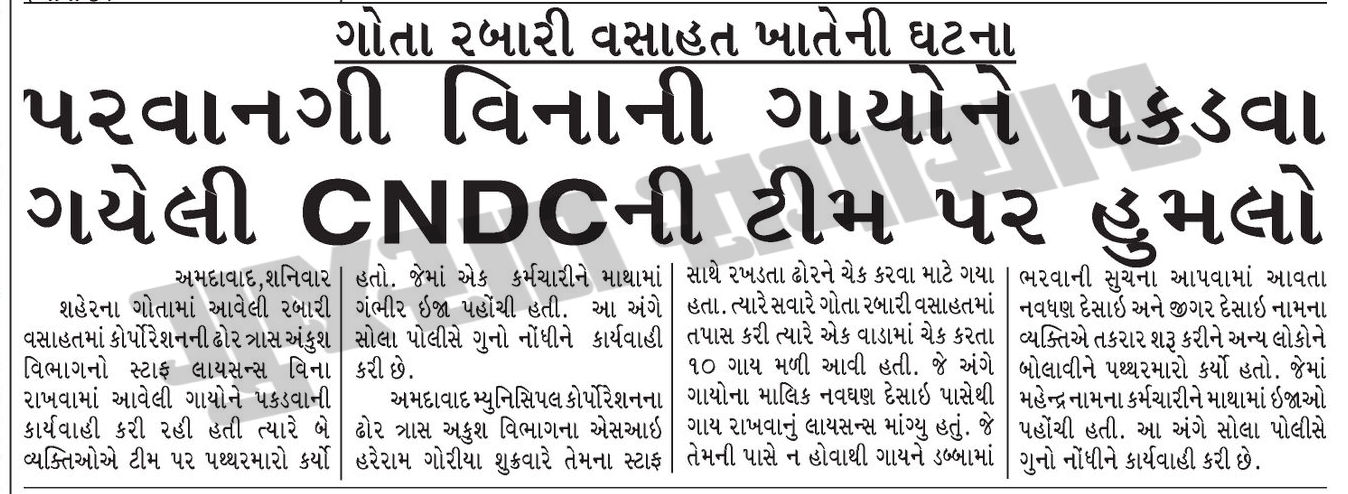 ગોતા રબારી વસાહત ખાતેની ઘટના
પરવાનગી વિનાની ગાયોને પકડવા
ગયેલી CNDCની ટીમ પર હુમલો
અમદાવાદ,શનિવાર
શહેરના ગોતામાં આવેલી રબારી
વસાહતમાં કોર્પોરેશનની ઢોર ત્રાસ અંકુશ
વિભાગનો સ્ટાફ લાયસન્સ વિના
રાખવામાં આવેલી ગાયોને પકડવાની
કાર્યવાહી કરી રહી હતી ત્યારે બે
વ્યક્તિઓએ ટીમ પર પથ્થરમારો કર્યો
હતો. જેમાં એક કર્મચારીને માથામાં
ગંભીર ઇજા પહોંચી હતી. આ અંગે
સોલા પોલીસે ગુનો નોંધીને કાર્યવાહી
કરી છે.
અમદાવાદ મ્યુનિસિપલ કોર્પોરેશનના
ઢોર ત્રાસ અકુશ વિભાગના એસઆઇ
હરેરામ ગોરીયા શુક્રવારે તેમના સ્ટાફ
સાથે રખડતા ઢોરને ચેક કરવા માટે ગયા
હતા. ત્યારે સવારે ગોતા રબારી વસાહતમાં
તપાસ કરી ત્યારે એક વાડામાં ચેક કરતા
૧૦ ગાય મળી આવી હતી. જે અંગે
ગાયોના માલિક નવઘણ દેસાઇ પાસેથી
ગાય રાખવાનું લાયસન્સ માંગ્યુ હતું. જે
તેમની પાસે ન હોવાથી ગાયને ડબ્બામાં
ભરવાની સુચના આપવામાં આવતા
નવઘણ દેસાઇ અને જીગર દેસાઇ નામના
વ્યક્તિએ તકરાર શરૂ કરીને અન્ય લોકોને
બોલાવીને પથ્થરમારો કર્યો હતો. જેમાં
મહેન્દ્ર નામના કર્મચારીને માથામાં ઇજાઓ
પહોંચી હતી. આ અંગે સોલા પોલીસે
ગુનો નોંધીને કાર્યવાહી કરી છે.
ગુજરાત સમાચાર